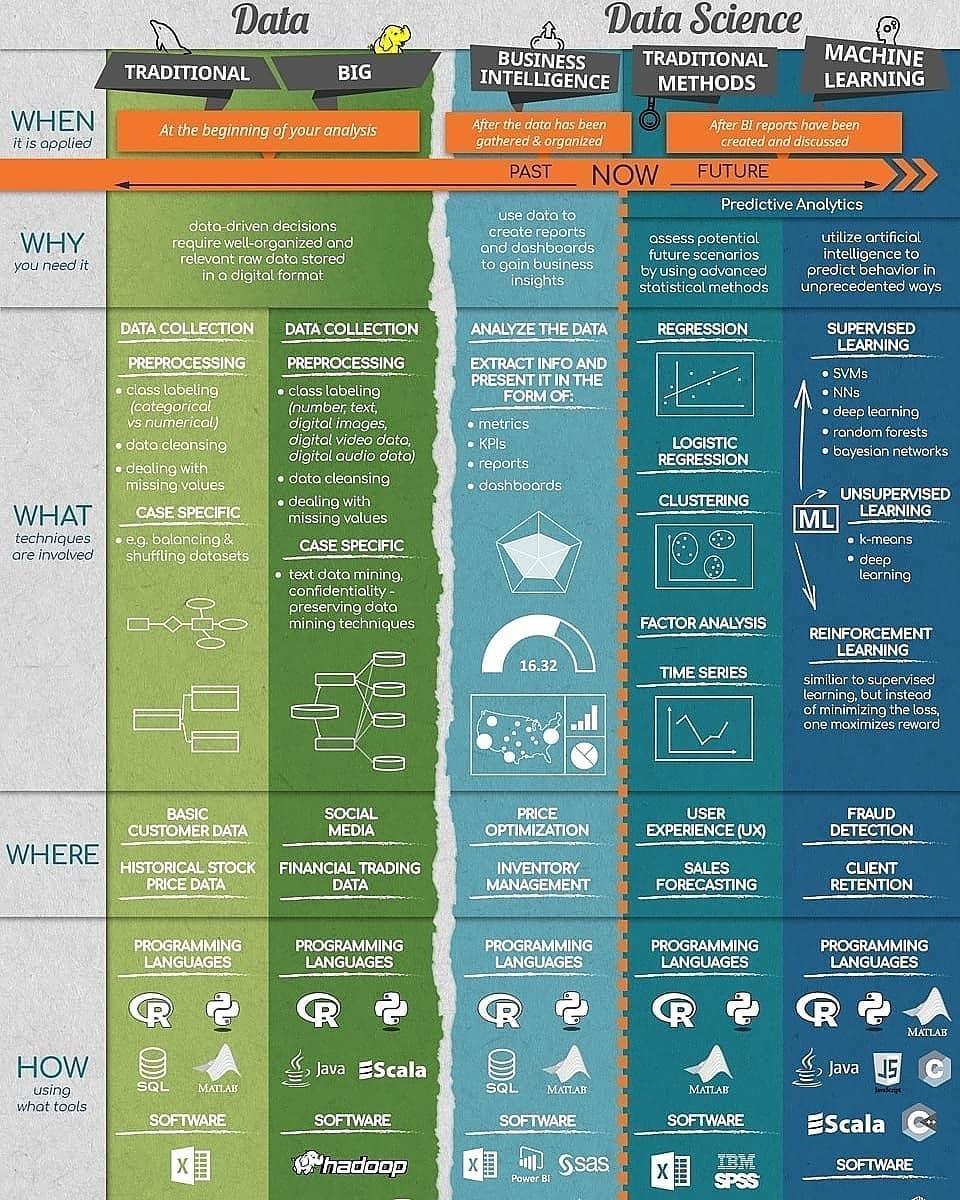 Data
Data Science
TRADITIONAL
BIG
BUSINESS
INTELLIGENCE
TRADITIONAL
METHODS
MACHINE
LEARNING
WHEN
it is applied
At the beginning of your analysis
After the data has been
gathered & organized
After BI reports have been
created and discussed
PAST
NOW
FUTURE
Predictive Analytics
WHY
you need it
data-driven decisions
require well-organized and
relevant raw data stored
in a digital format
use data to
create reports
and dashboards
to gain business
insights
assess potential
future scenarios
by using advanced
statistical methods
utilize artificial
intelligence to
predict behavior in
unprecedented ways
WHAT
techniques
are involved
DATA COLLECTION
PREPROCESSING
• class labeling
(categorical
vs numerical)
• data cleansing
• dealing with
missing values
CASE SPECIFIC
• e.g. balancing &
shuffling datasets
DATA COLLECTION
PREPROCESSING
• class labeling
(number, text,
digital images,
digital video data,
digital audio data)
• data cleansing
• dealing with
missing values
CASE SPECIFIC
• text data mining,
confidentiality -
preserving data
mining techniques
ANALYZE THE DATA
EXTRACT INFO AND
PRESENT IT IN THE
FORM OF:
• metrics
• KPIs
• reports
• dashboards
16.32
REGRESSION
LOGISTIC
REGRESSION
CLUSTERING
FACTOR ANALYSIS
TIME SERIES
SUPERVISED
LEARNING
• SVMs
• NNs
• deep learning
• random forests
• bayesian networks
ML
UNSUPERVISED
LEARNING
• k-means
• deep
learning
REINFORCEMENT
LEARNING
similiar to supervised
learning, but instead
of minimizing the loss,
one maximizes reward
WHERE
BASIC
CUSTOMER DATA
HISTORICAL STOCK
PRICE DATA
SOCIAL
MEDIA
FINANCIAL TRADING
DATA
PRICE
OPTIMIZATION
INVENTORY
MANAGEMENT
USER
EXPERIENCE (UX)
SALES
FORECASTING
FRAUD
DETECTION
CLIENT
RETENTION
HOW
using
what tools
PROGRAMMING
LANGUAGES
R
SQL
MATLAB
SOFTWARE
X
PROGRAMMING
LANGUAGES
R
Java
Scala
SOFTWARE
hadoop
PROGRAMMING
LANGUAGES
R
SQL
MATLAB
SOFTWARE
X
Power BI
sas
PROGRAMMING
LANGUAGES
R
MATLAB
SOFTWARE
X
IBM
SPSS
PROGRAMMING
LANGUAGES
R
MATLAB
Java
JS
JavaScript
C
Scala
C++
SOFTWARE